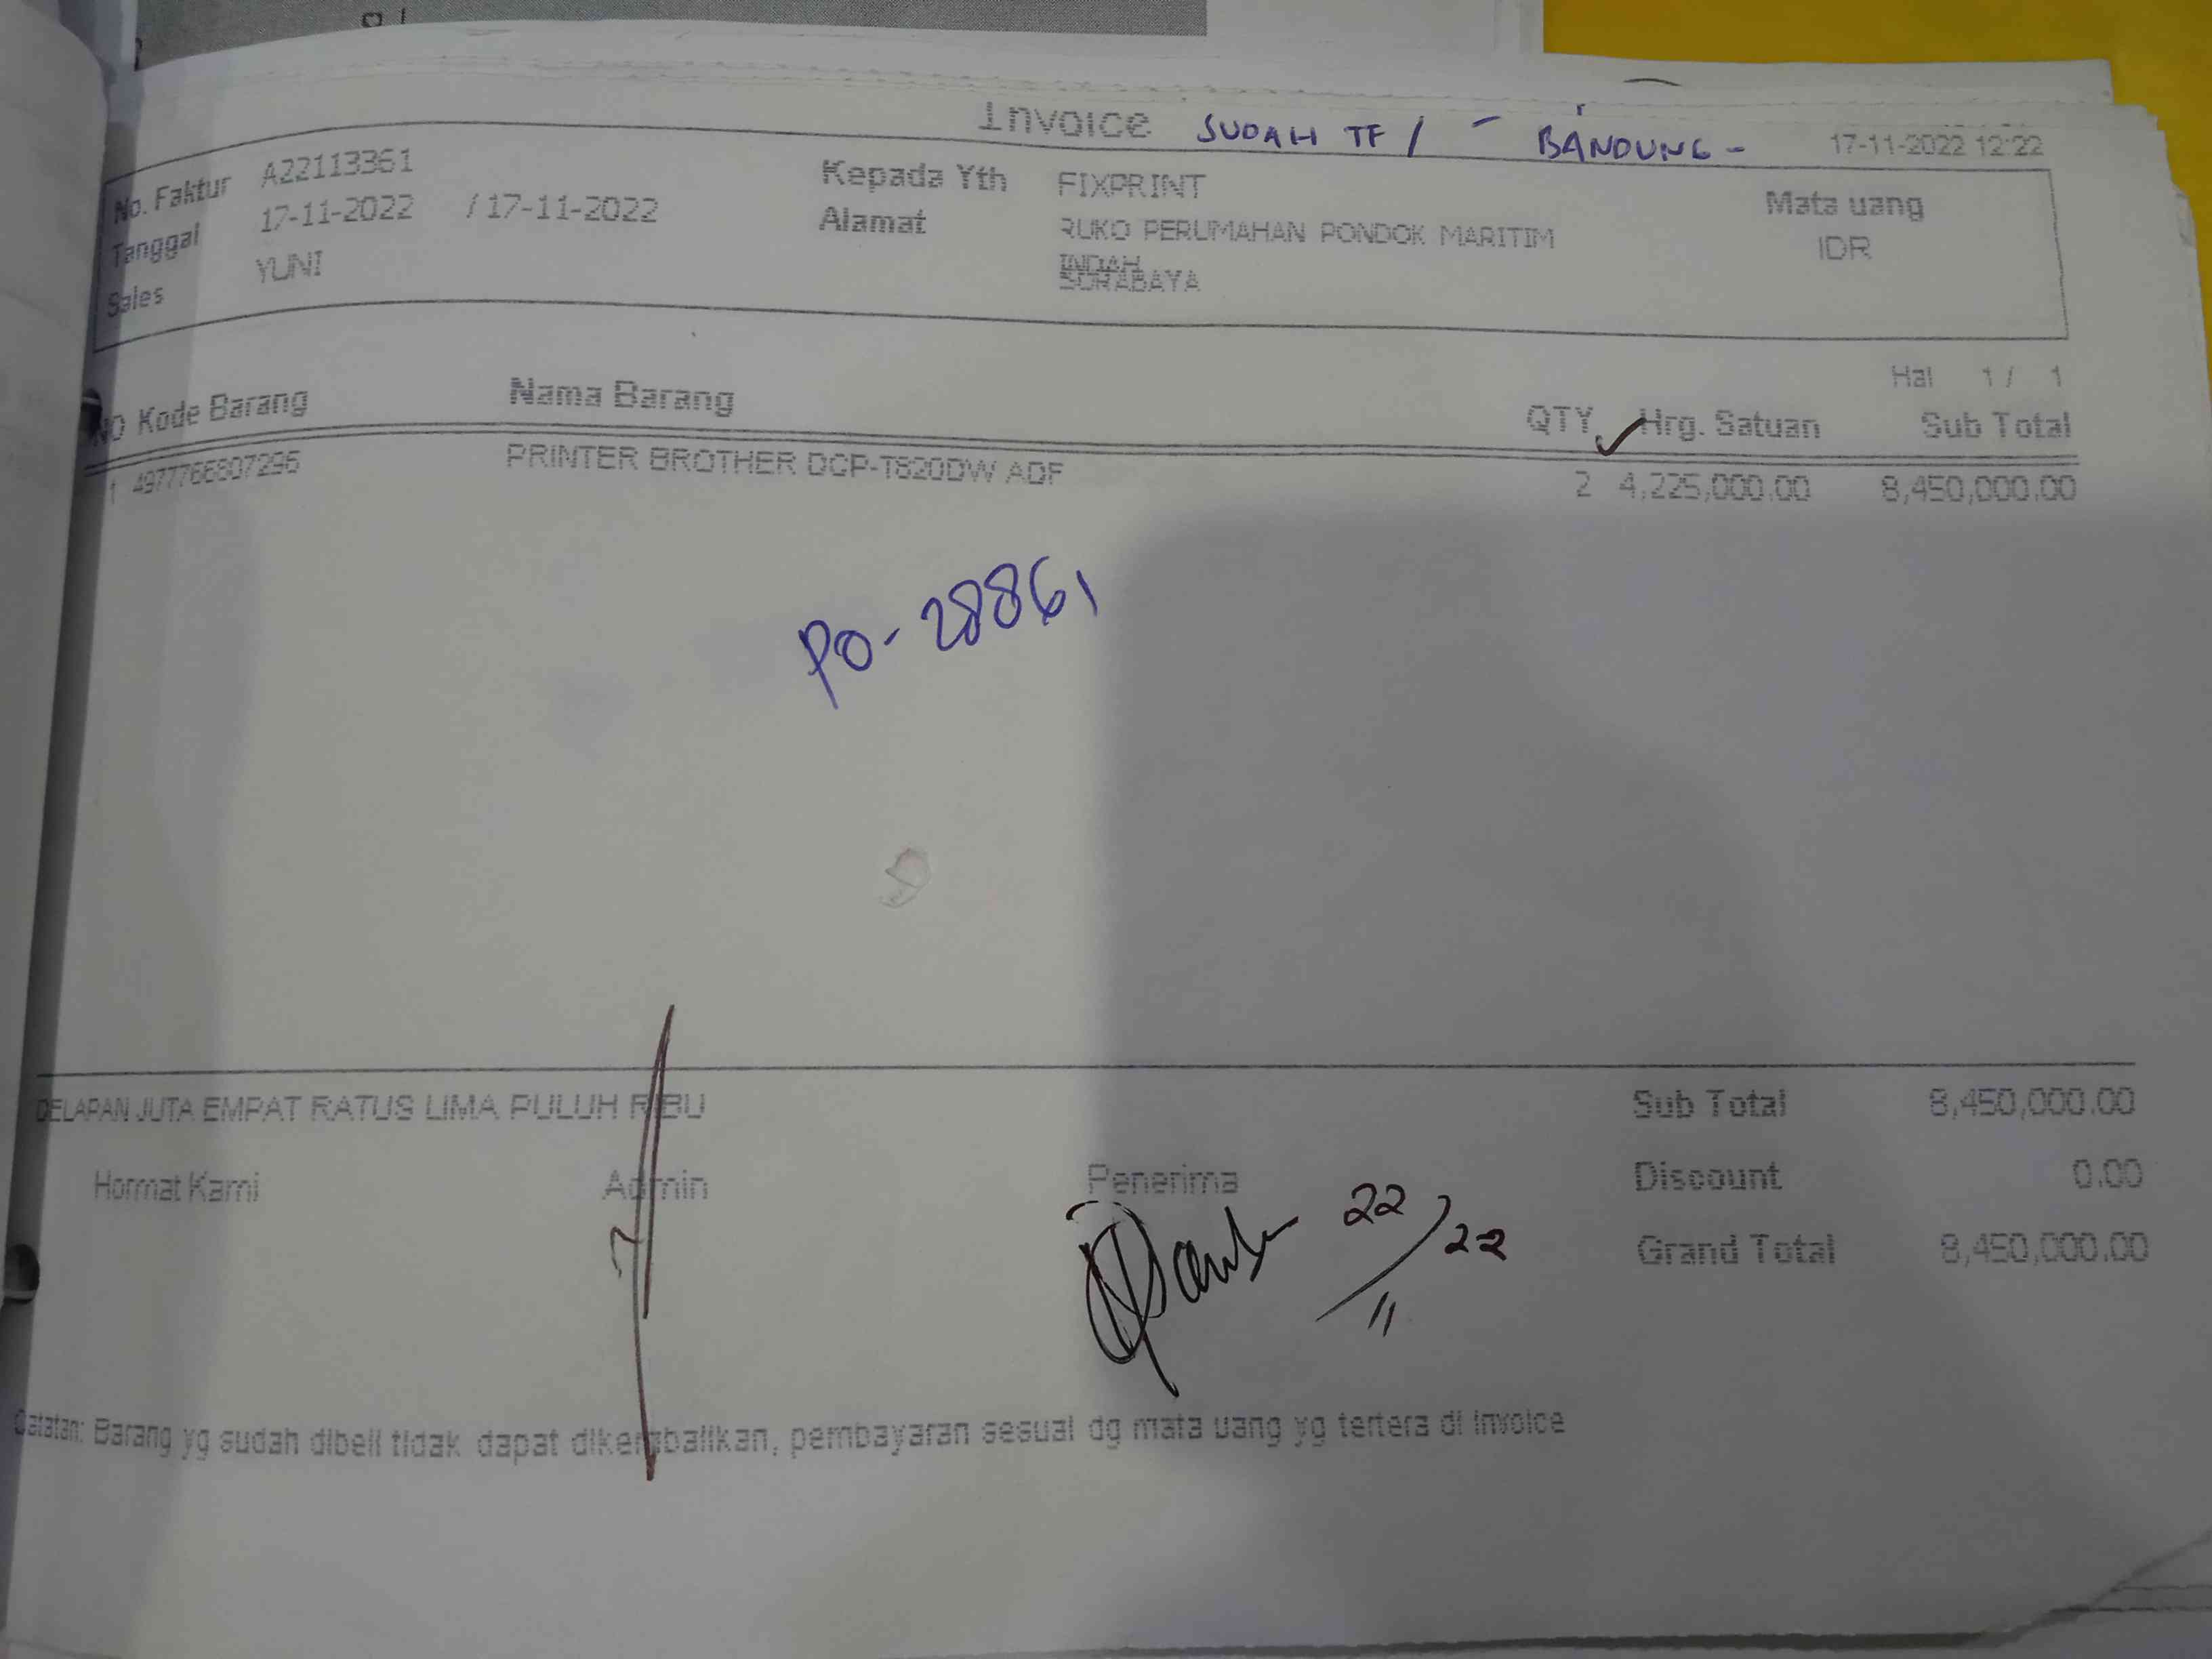 Invoice SUDAH TF / - BANDUNG - 17-11-2022 12:22
No. Faktur A22113361 Kepada Yth FIXPRINT Mata uang
Tanggal 17-11-2022 / 17-11-2022 Alamat RUKO PERUMAHAN PONDOK MARITIM IDR
INDAH
Sales YUNI SURABAYA
Hal 1 / 1
NO Kode Barang Nama Barang QTY Hrg. Satuan Sub Total
1 4977766807296 PRINTER BROTHER DCP-T820DW ADF 2 4,225,000.00 8,450,000.00
PO-28861
DELAPAN JUTA EMPAT RATUS LIMA PULUH RIBU Sub Total 8,450,000.00
Hormat Kami Admin Penerima Discount 0.00
22/11/22 Grand Total 8,450,000.00
Catatan: Barang yg sudah dibeli tidak dapat dikembalikan, pembayaran sesuai dg mata uang yg tertera di invoice